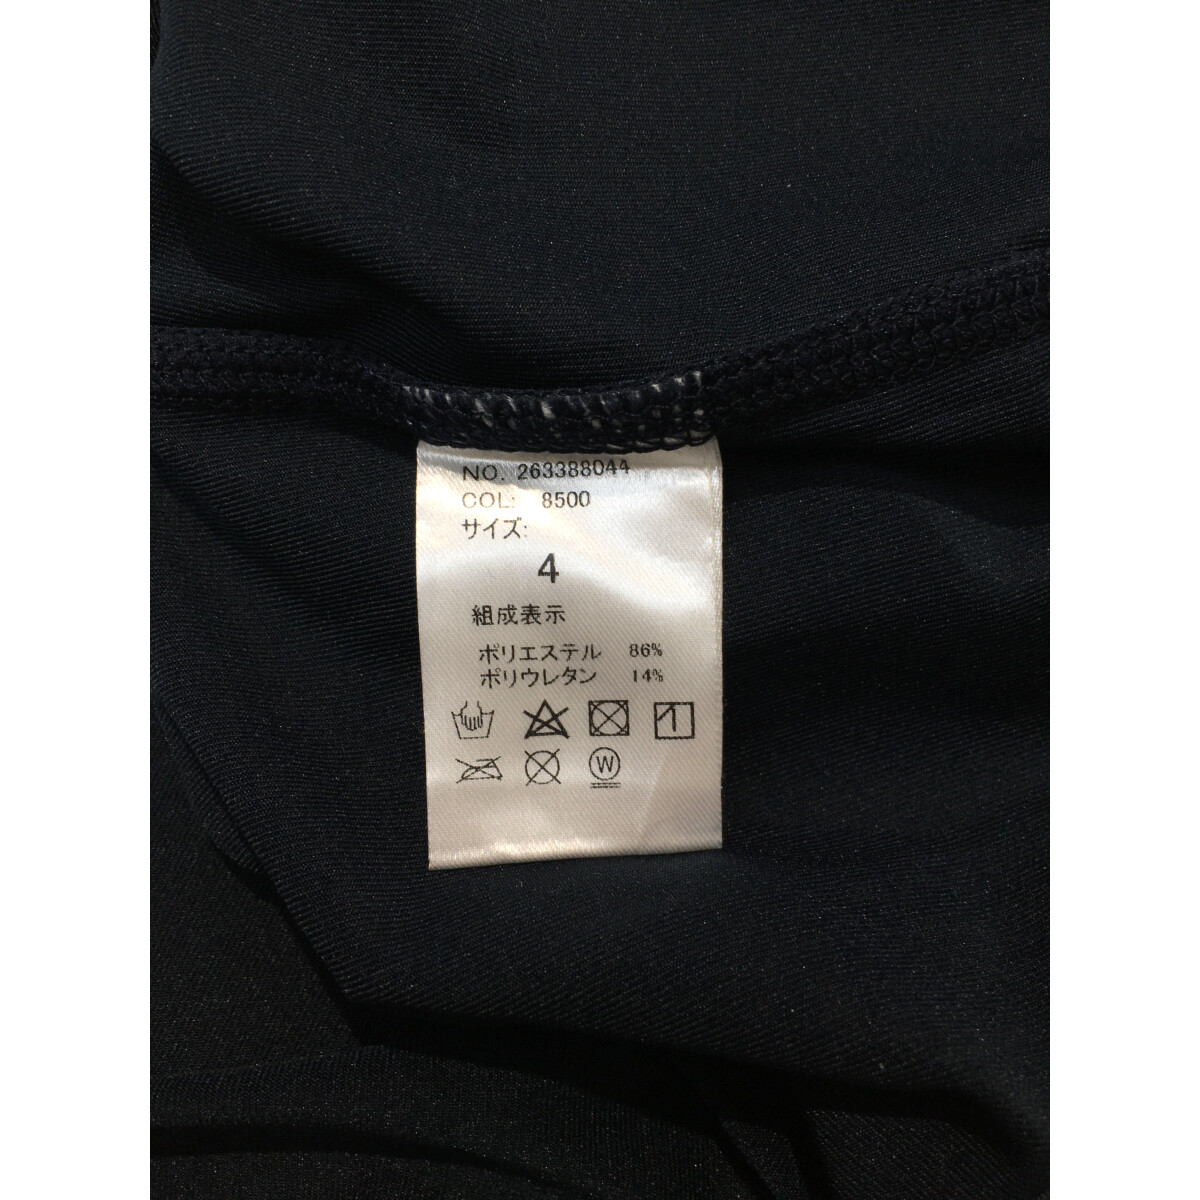 NO. 263388044
COL: 8500
サイズ:
4
組成表示
ポリエステル 86%
ポリウレタン 14%
W